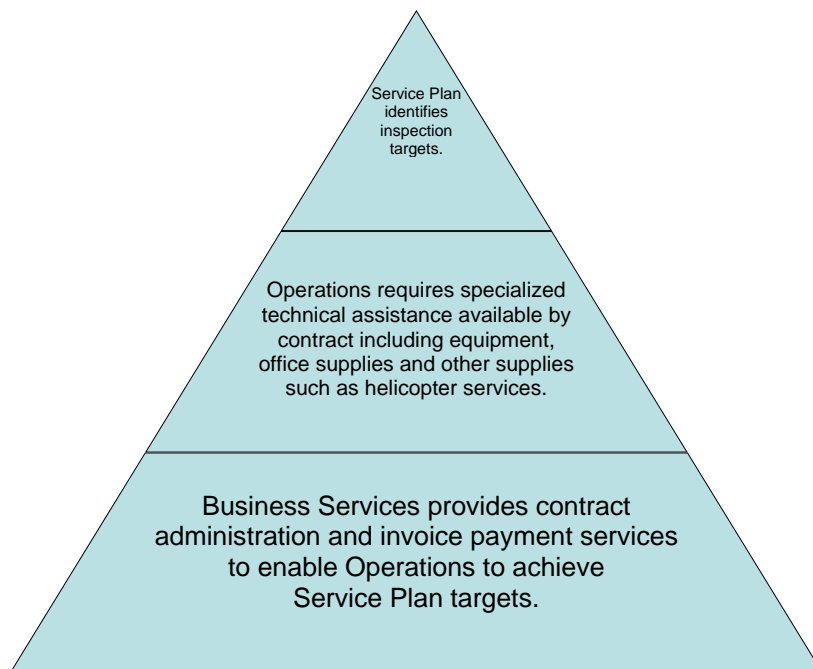 Service Plan
identifies
inspection
targets.
Operations requires specialized
technical assistance available by
contract including equipment,
office supplies and other supplies
such as helicopter services.
Business Services provides contract
administration and invoice payment services
to enable Operations to achieve
Service Plan targets.